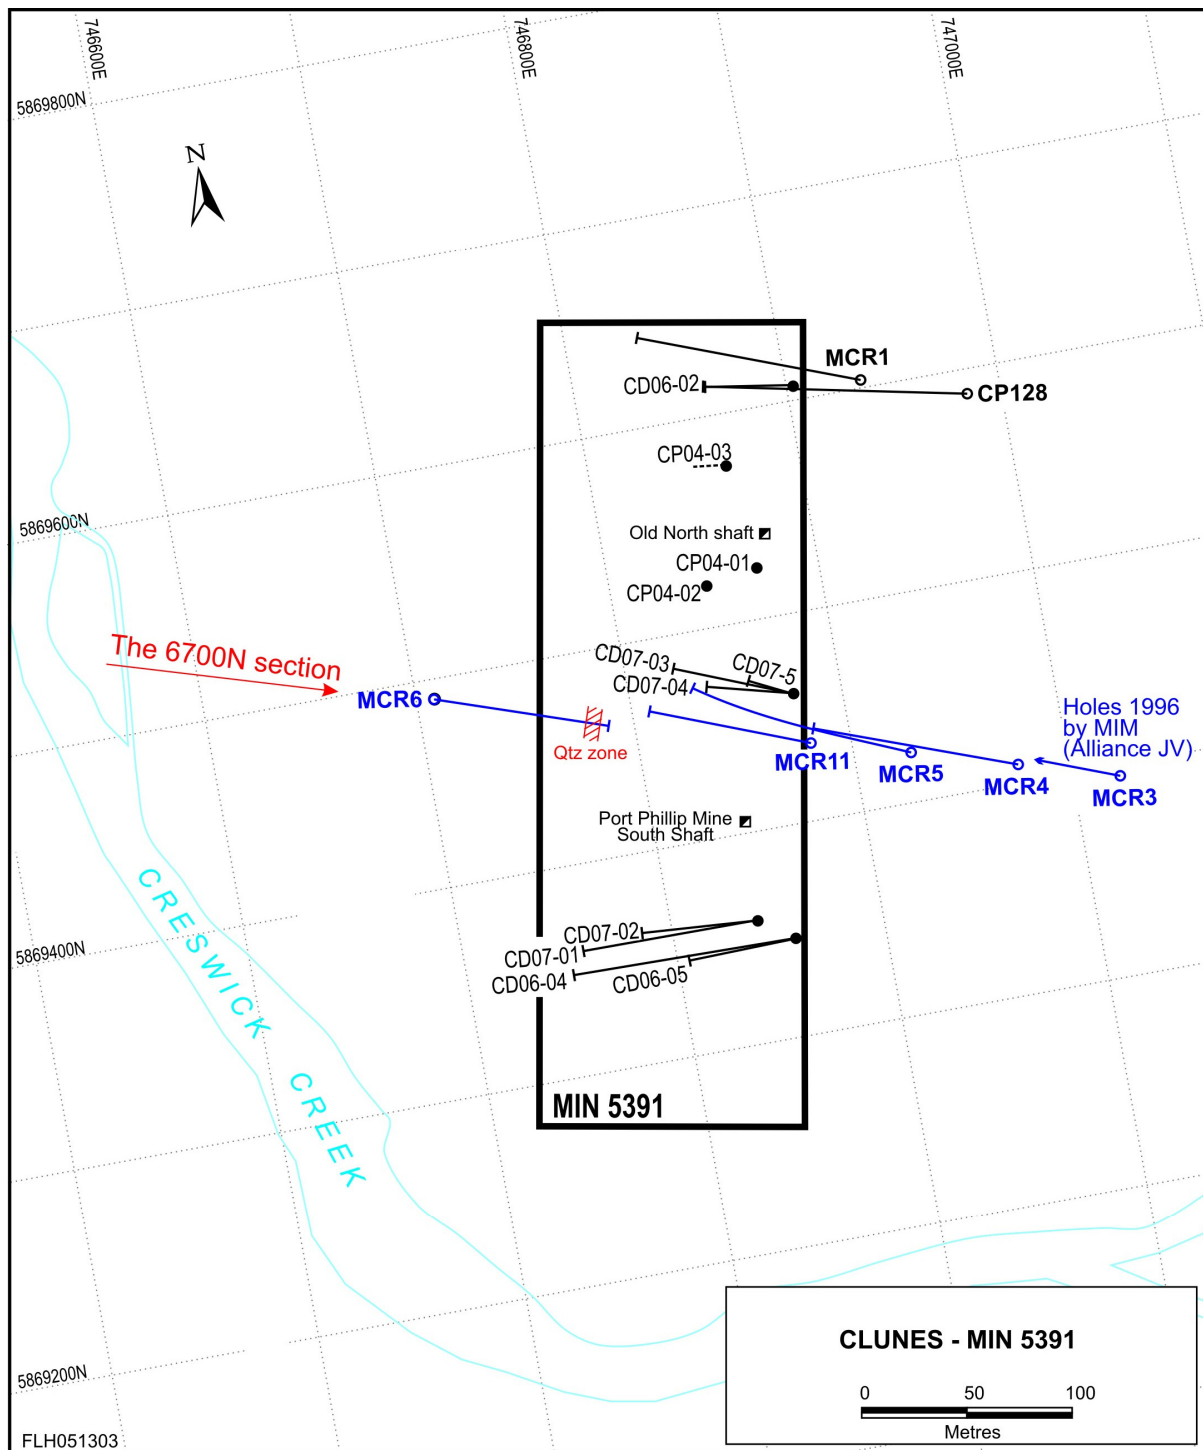 746600E
746800E
747000E
5869800N
N
MCR1
CD06-02
CP128
CP04-03
5869600N
Old North shaft
CP04-01
CP04-02
The 6700N section
CD07-03
CD07-5
CD07-04
MCR6
Holes 1996
by MIM
(Alliance JV)
Qtz zone
MCR11
MCR5
MCR4
MCR3
Port Phillip Mine
South Shaft
CRESWICK CREEK
5869400N
CD07-02
CD07-01
CD06-04
CD06-05
MIN 5391
5869200N
CLUNES - MIN 5391
0 50 100
Metres
FLH051303